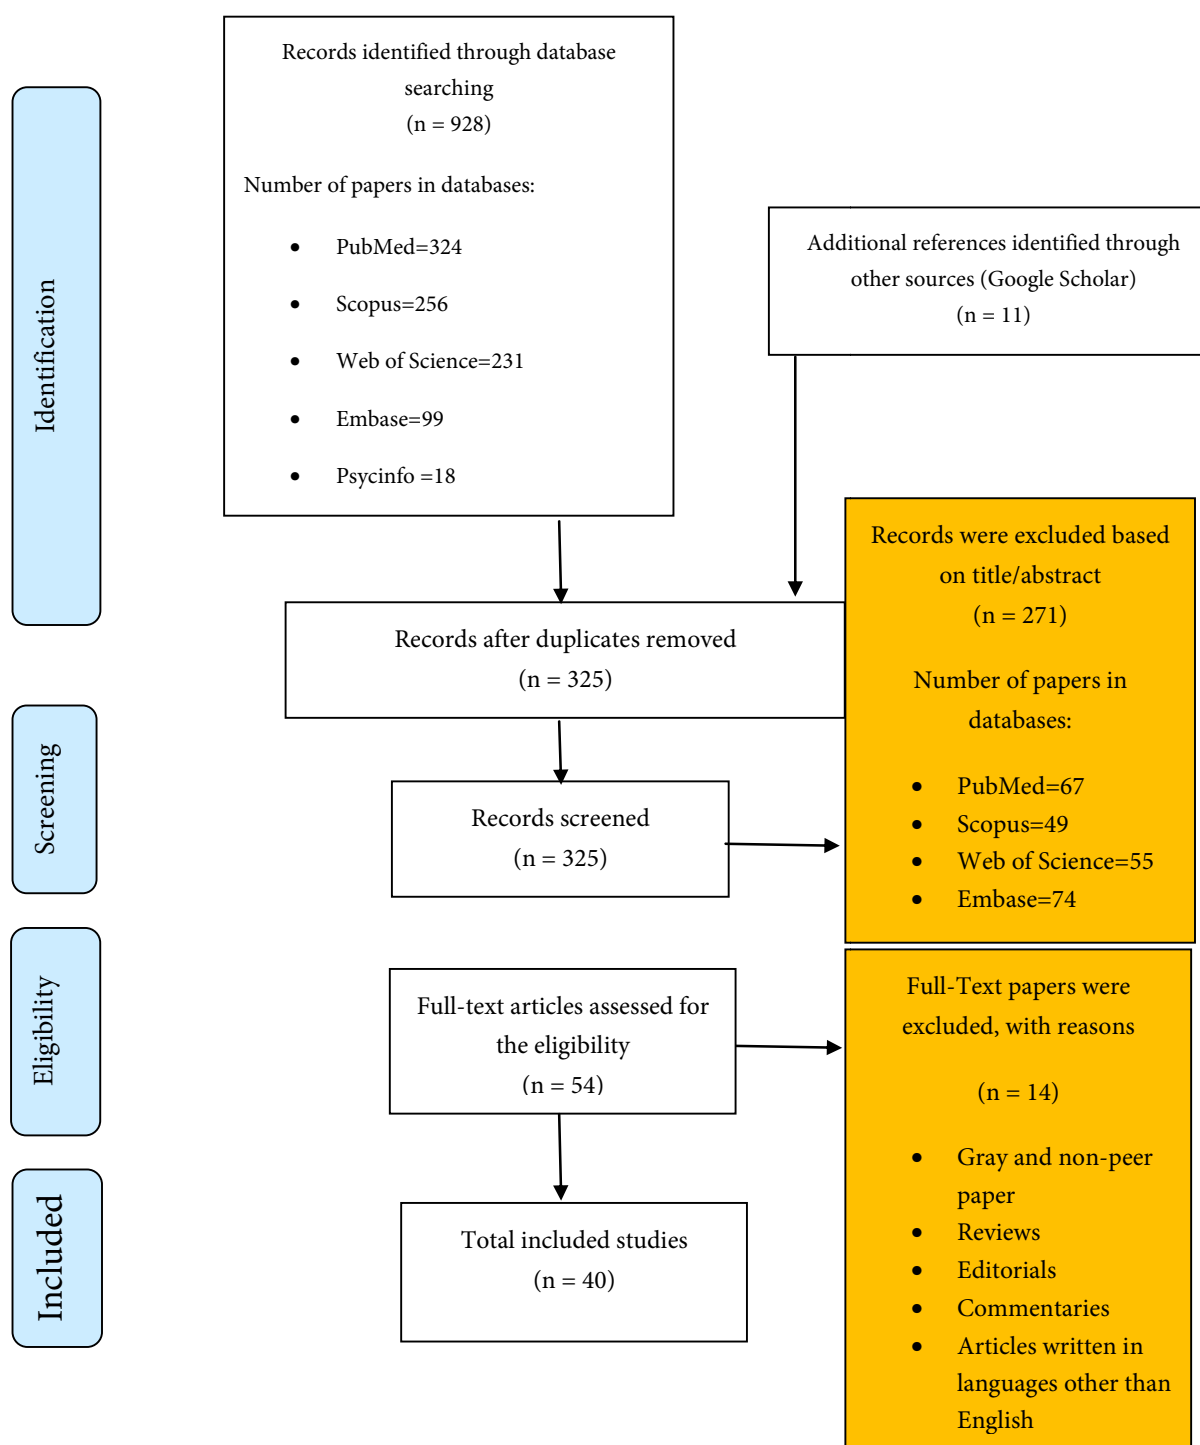 Records identified through database
searching
(n = 928)
Number of papers in databases:
• PubMed=324
• Scopus=256
• Web of Science=231
• Embase=99
• Psycinfo =18
Additional references identified through
other sources (Google Scholar)
(n = 11)
Identification
Records were excluded based
on title/abstract
(n = 271)
Number of papers in
databases:
• PubMed=67
• Scopus=49
• Web of Science=55
• Embase=74
Records after duplicates removed
(n = 325)
Screening
Records screened
(n = 325)
Eligibility
Full-text articles assessed for
the eligibility
(n = 54)
Full-Text papers were
excluded, with reasons
(n = 14)
• Gray and non-peer
paper
• Reviews
• Editorials
• Commentaries
• Articles written in
languages other than
English
Included
Total included studies
(n = 40)